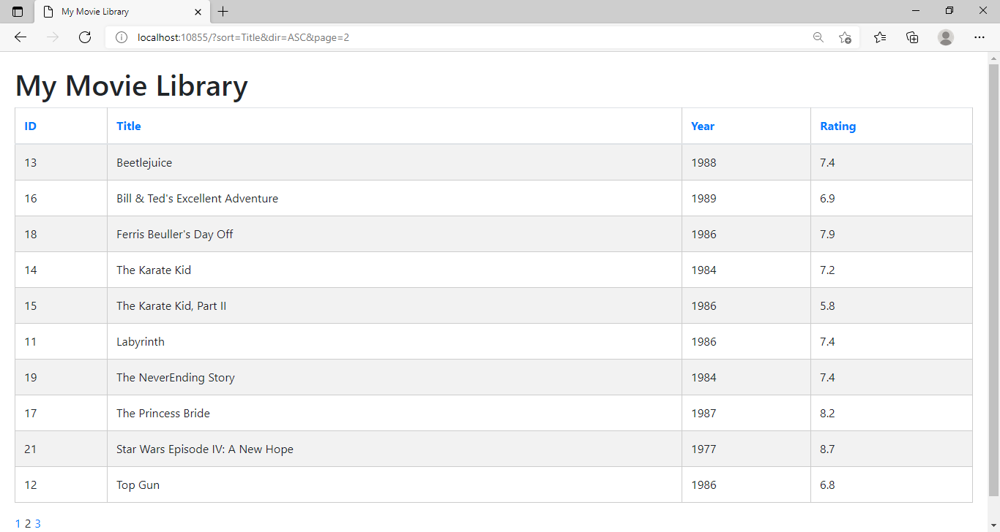 My Movie Library
localhost:10855/?sort=Title&dir=ASC&page=2
My Movie Library
ID Title Year Rating
13 Beetlejuice 1988 7.4
16 Bill & Ted's Excellent Adventure 1989 6.9
18 Ferris Beuller's Day Off 1986 7.9
14 The Karate Kid 1984 7.2
15 The Karate Kid, Part II 1986 5.8
11 Labyrinth 1986 7.4
19 The NeverEnding Story 1984 7.4
17 The Princess Bride 1987 8.2
21 Star Wars Episode IV: A New Hope 1977 8.7
12 Top Gun 1986 6.8
1 2 3